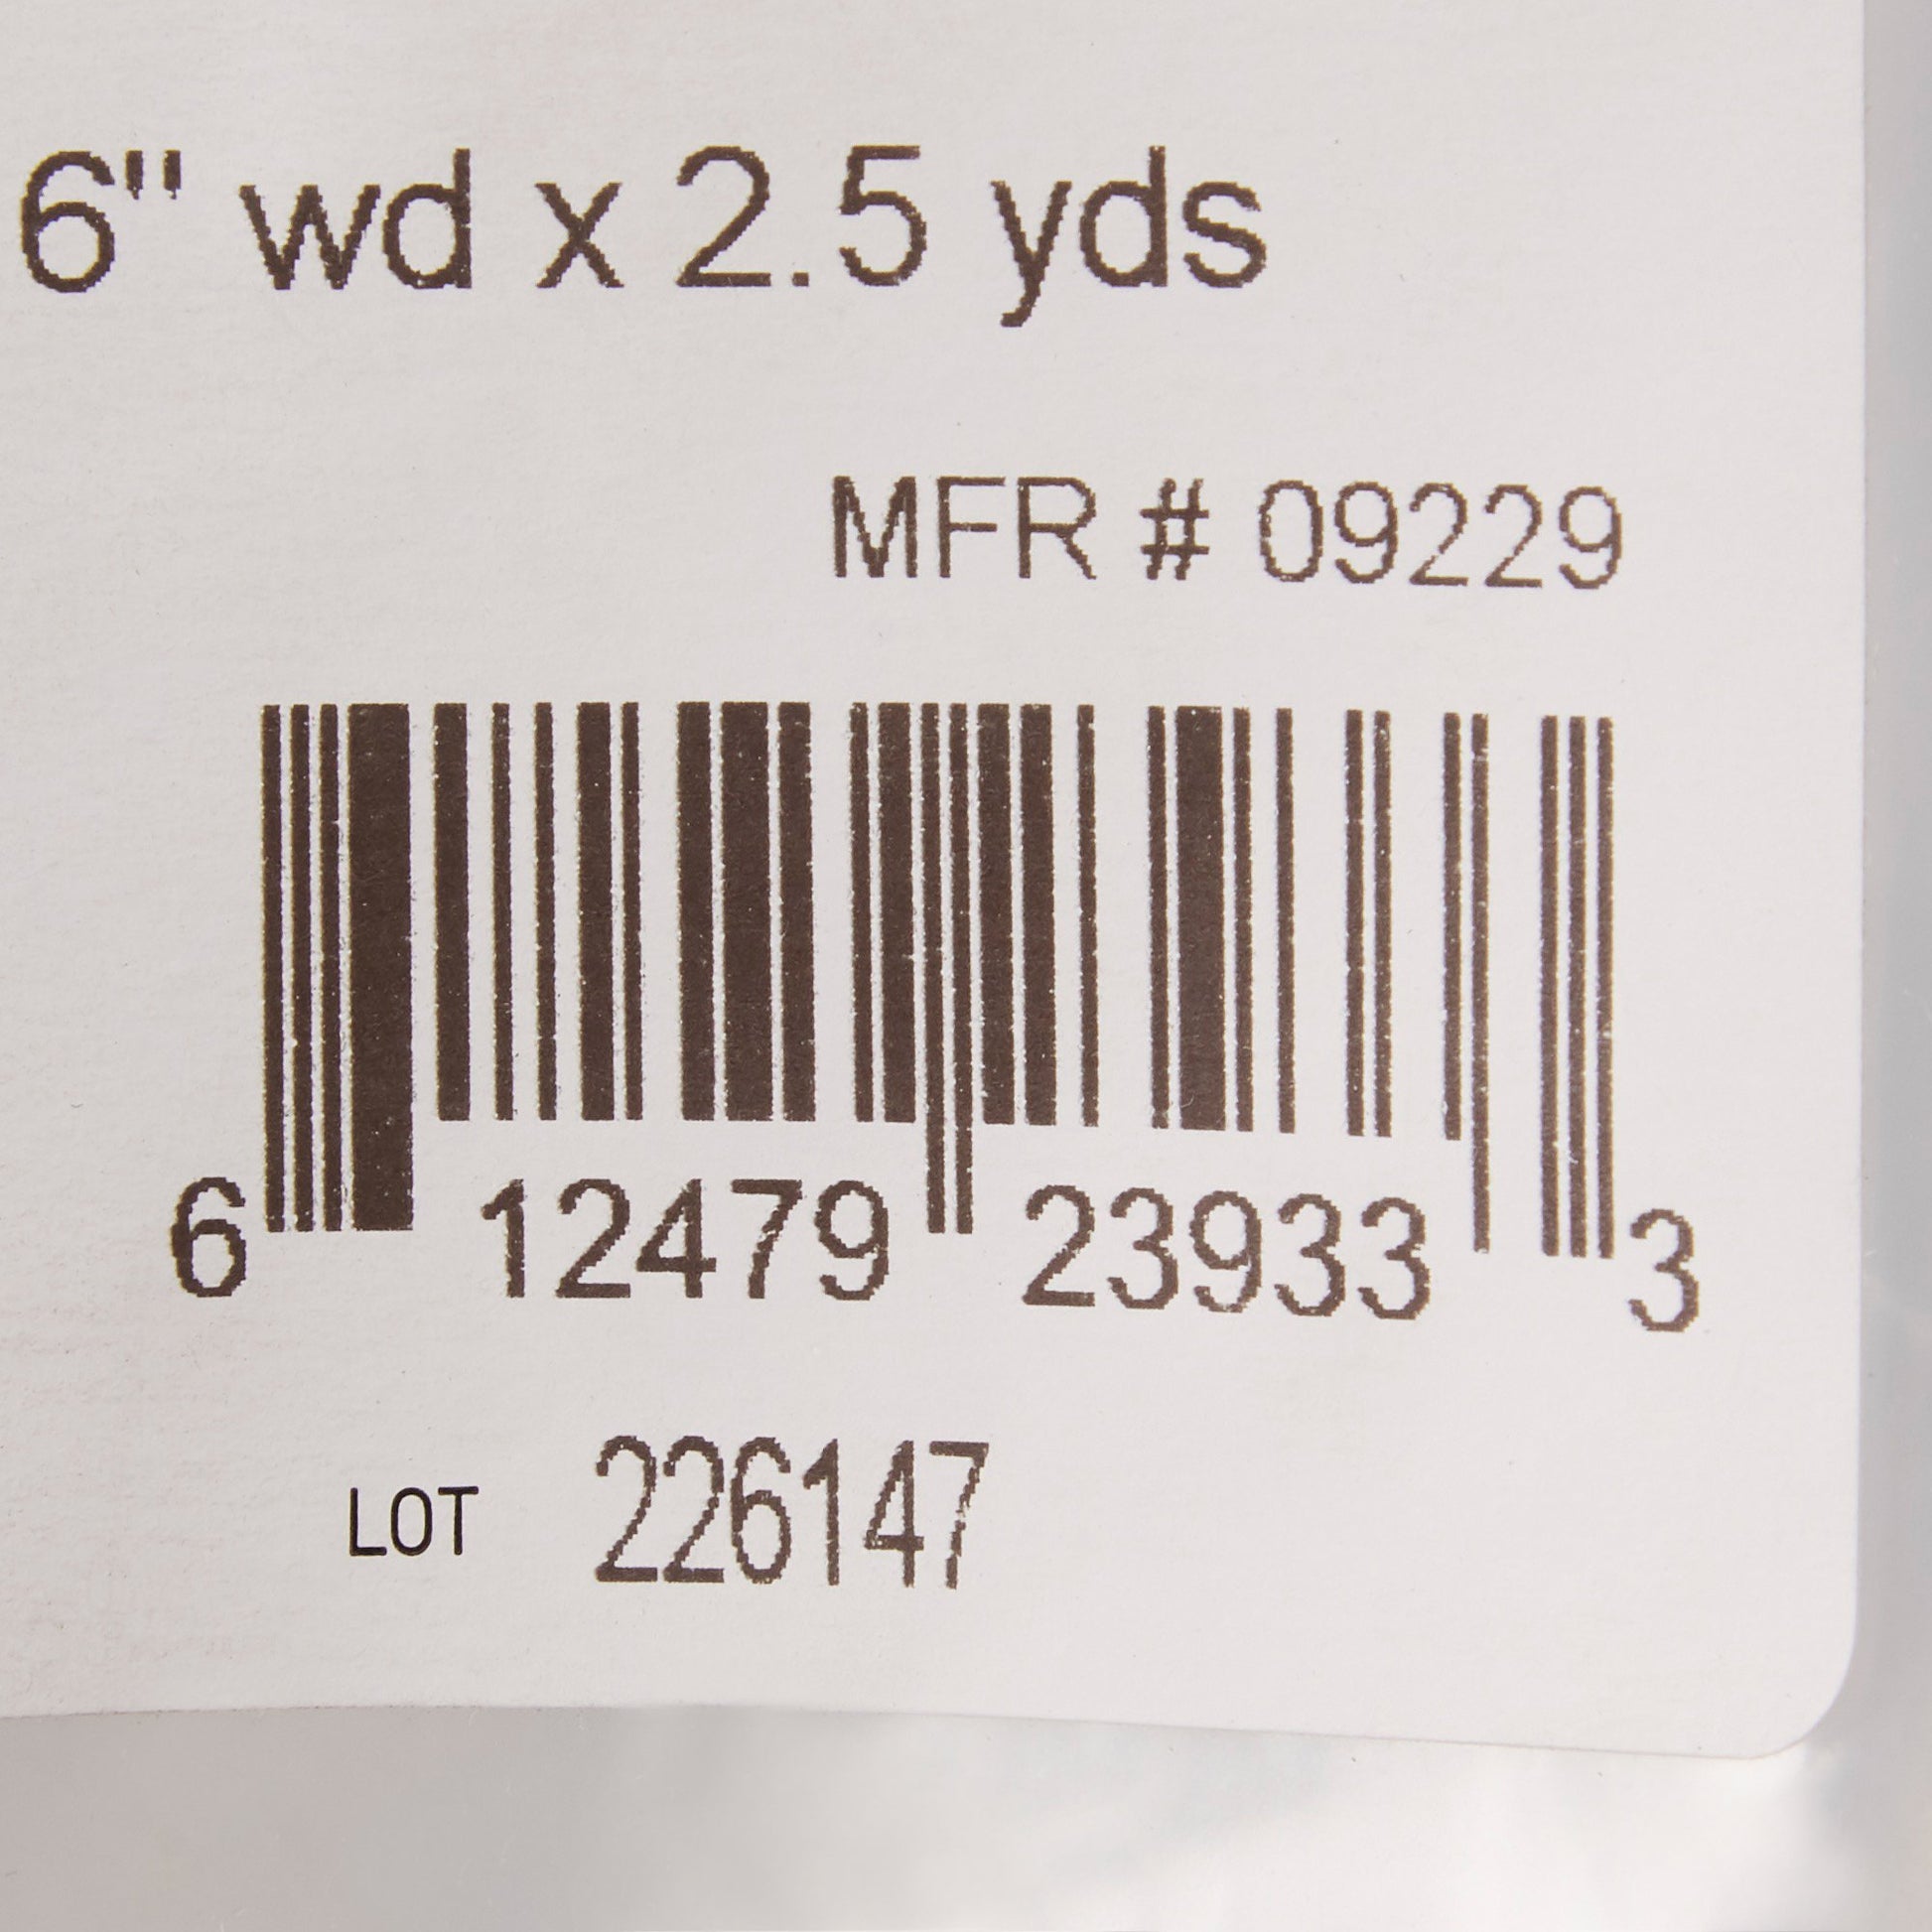 6" wd x 2.5 yds
MFR # 09229
6 12479 23933 3
LOT 226147